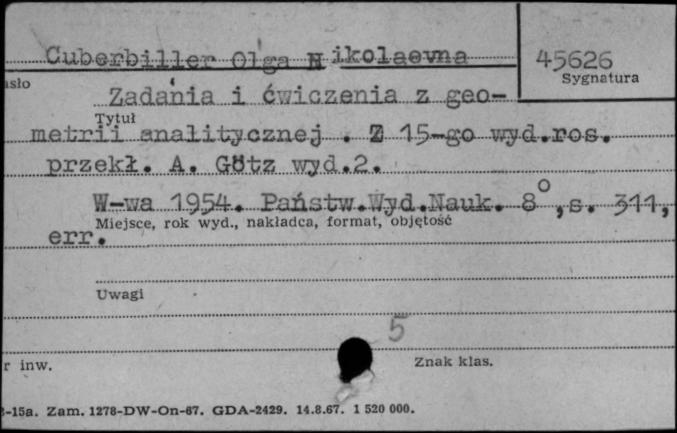 Cuberbiller Olga Nikolaevna
45626
Sygnatura
asło
Zadania i ćwiczenia z geo-
Tytuł
metrii analitycznej . Z 15-go wyd.ros.
przekł. A. Götz wyd.2.
W-wa 1954. Państw.Wyd.Nauk. 8°,s. 311,
Miejsce, rok wyd., nakładca, format, objętość
err.
Uwagi
5
r inw.
Znak klas.
-15a. Zam. 1278-DW-On-67. GDA-2429. 14.8.67. 1 520 000.